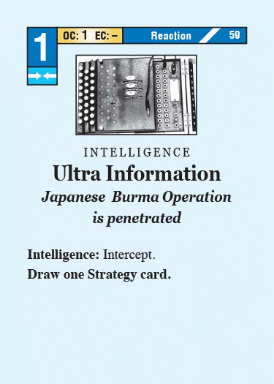 1
OC: 1 EC: – Reaction 50
INTELLIGENCE
Ultra Information
Japanese Burma Operation
is penetrated
Intelligence: Intercept.
Draw one Strategy card.